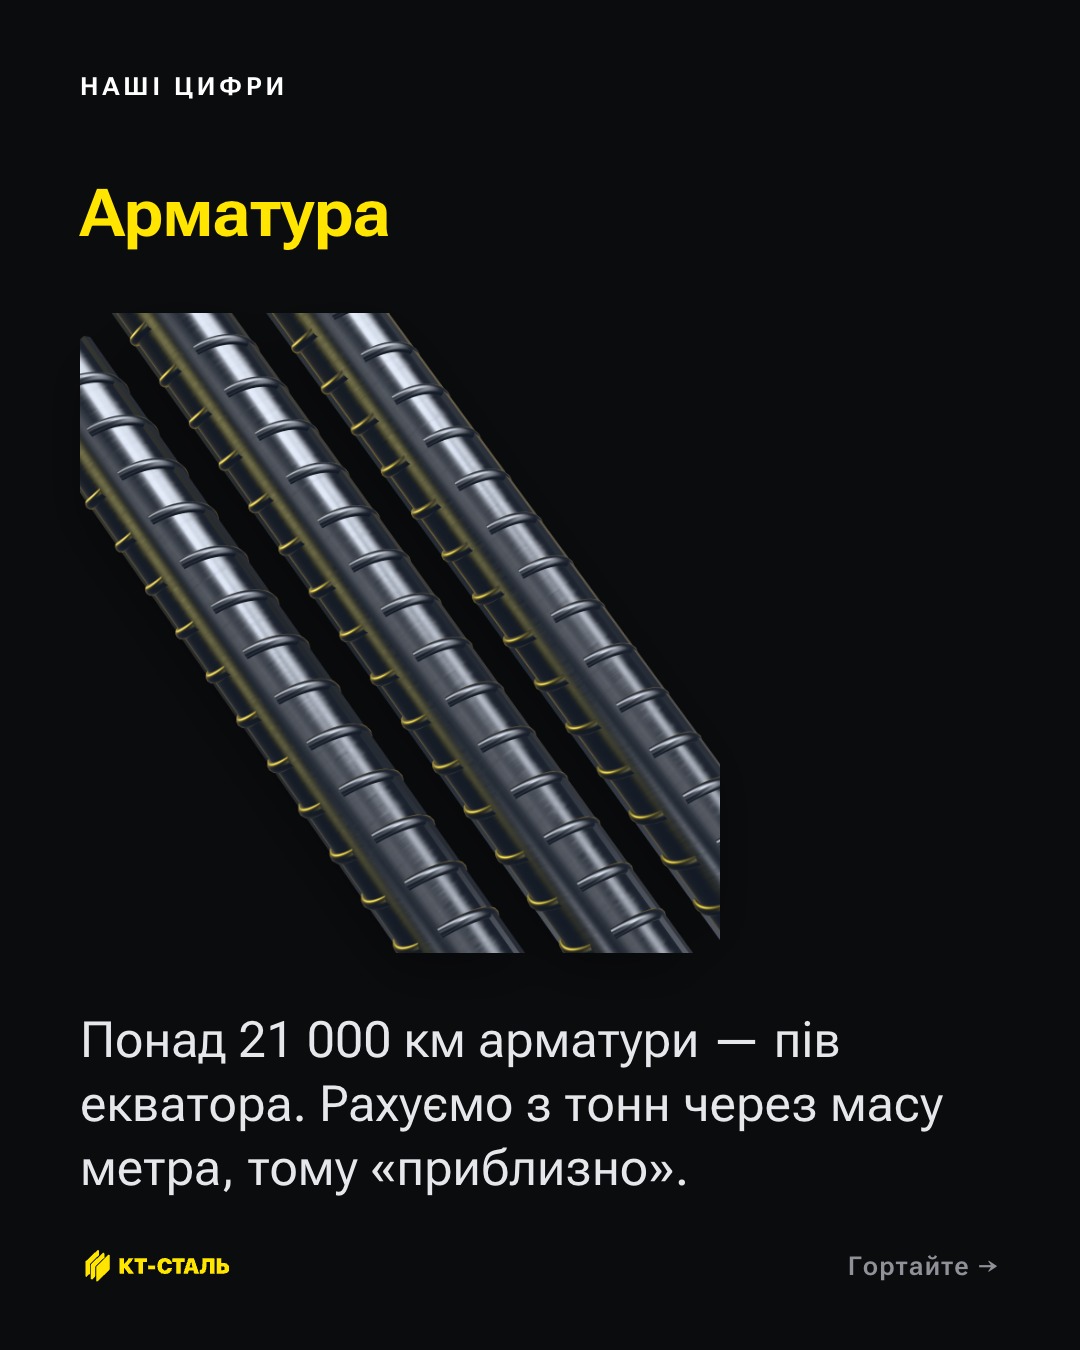 НАШІ ЦИФРИ
Арматура
Понад 21 000 км арматури — пів
екватора. Рахуємо з тонн через масу
метра, тому «приблизно».
КТ-СТАЛЬ
Гортайте →